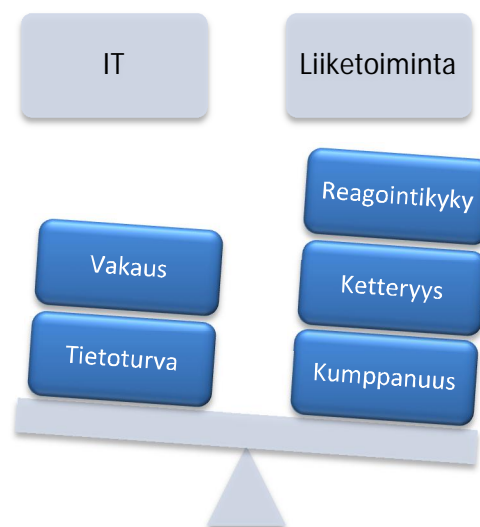 IT
Liiketoiminta
Vakaus
Tietoturva
Reagointikyky
Ketteryys
Kumppanuus